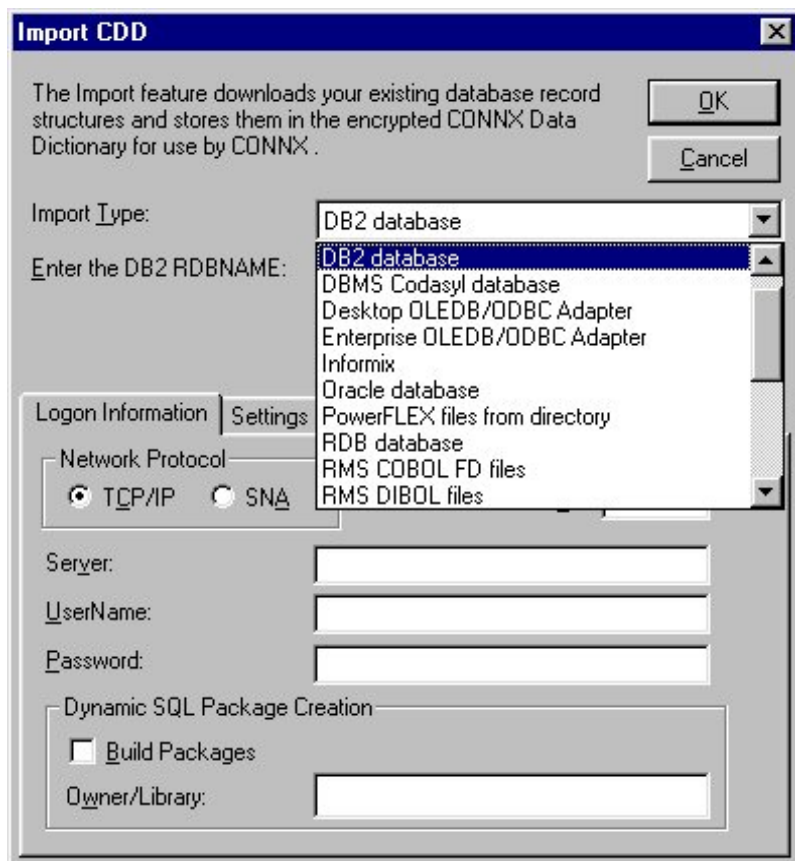 Import CDD
The Import feature downloads your existing database record
structures and stores them in the encrypted CONNX Data
Dictionary for use by CONNX .
OK
Cancel
Import Type:
DB2 database
Enter the DB2 RDBNAME:
DB2 database
DBMS Codasyl database
Desktop OLEDB/ODBC Adapter
Enterprise OLEDB/ODBC Adapter
Informix
Oracle database
PowerFLEX files from directory
RDB database
RMS COBOL FD files
RMS DIBOL files
Logon Information
Settings
Network Protocol
TCP/IP
SNA
Server:
UserName:
Password:
Dynamic SQL Package Creation
Build Packages
Owner/Library: